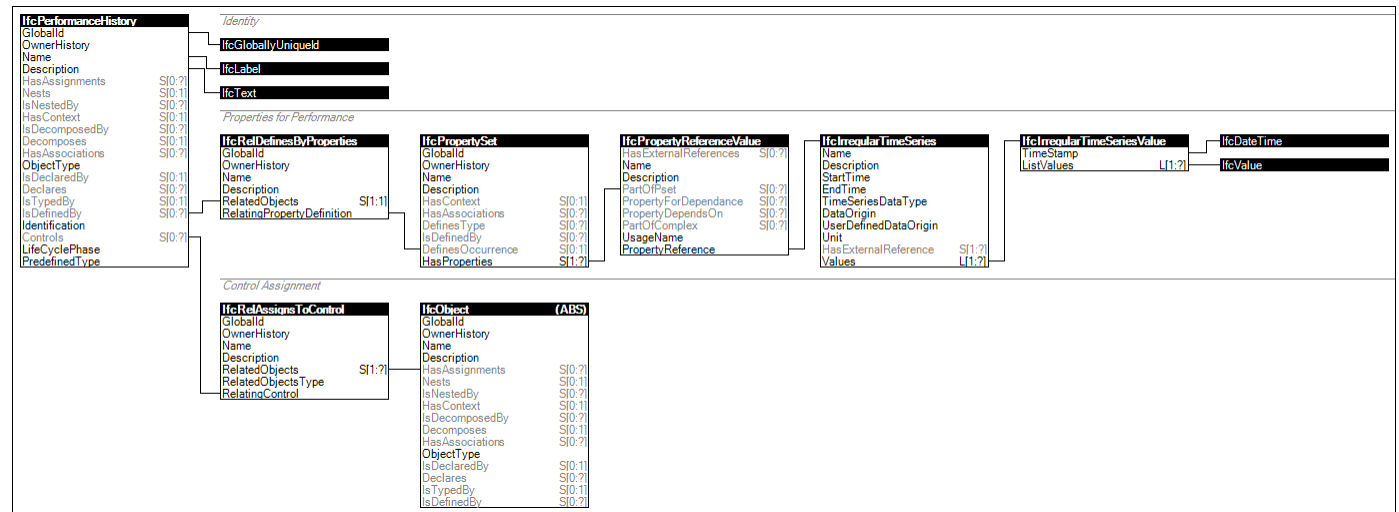 IfcPerformanceHistory
GlobalId
OwnerHistory
Name
Description
HasAssignments S[0:?]
Nests S[0:1]
IsNestedBy S[0:?]
HasContext S[0:1]
IsDecomposedBy S[0:?]
Decomposes S[0:1]
HasAssociations S[0:?]
ObjectType
IsDeclaredBy S[0:1]
Declares S[0:?]
IsTypedBy S[0:1]
IsDefinedBy S[0:?]
Identification
Controls S[0:?]
LifeCyclePhase
PredefinedType
Identity
IfcGloballyUniqueId
IfcLabel
IfcText
Properties for Performance
IfcRelDefinesByProperties
GlobalId
OwnerHistory
Name
Description
RelatedObjects S[1:1]
RelatingPropertyDefinition
IfcPropertySet
GlobalId
OwnerHistory
Name
Description
HasContext S[0:1]
HasAssociations S[0:?]
DefinesType S[0:?]
IsDefinedBy S[0:?]
DefinesOccurrence S[0:1]
HasProperties S[1:?]
IfcPropertyReferenceValue
HasExternalReferences S[0:?]
Name
Description
PartOfPset S[0:?]
PropertyForDependance S[0:?]
PropertyDependsOn S[0:?]
PartOfComplex S[0:?]
UsageName
PropertyReference
IfcIrregularTimeSeries
Name
Description
StartTime
EndTime
TimeSeriesDataType
DataOrigin
UserDefinedDataOrigin
Unit
HasExternalReference S[1:?]
Values L[1:?]
IfcIrregularTimeSeriesValue
TimeStamp
ListValues L[1:?]
IfcDateTime
IfcValue
Control Assignment
IfcRelAssignsToControl
GlobalId
OwnerHistory
Name
Description
RelatedObjects S[1:?]
RelatedObjectsType
RelatingControl
IfcObject (ABS)
GlobalId
OwnerHistory
Name
Description
HasAssignments S[0:?]
Nests S[0:1]
IsNestedBy S[0:?]
HasContext S[0:1]
IsDecomposedBy S[0:?]
Decomposes S[0:1]
HasAssociations S[0:?]
ObjectType
IsDeclaredBy S[0:1]
Declares S[0:?]
IsTypedBy S[0:1]
IsDefinedBy S[0:?]